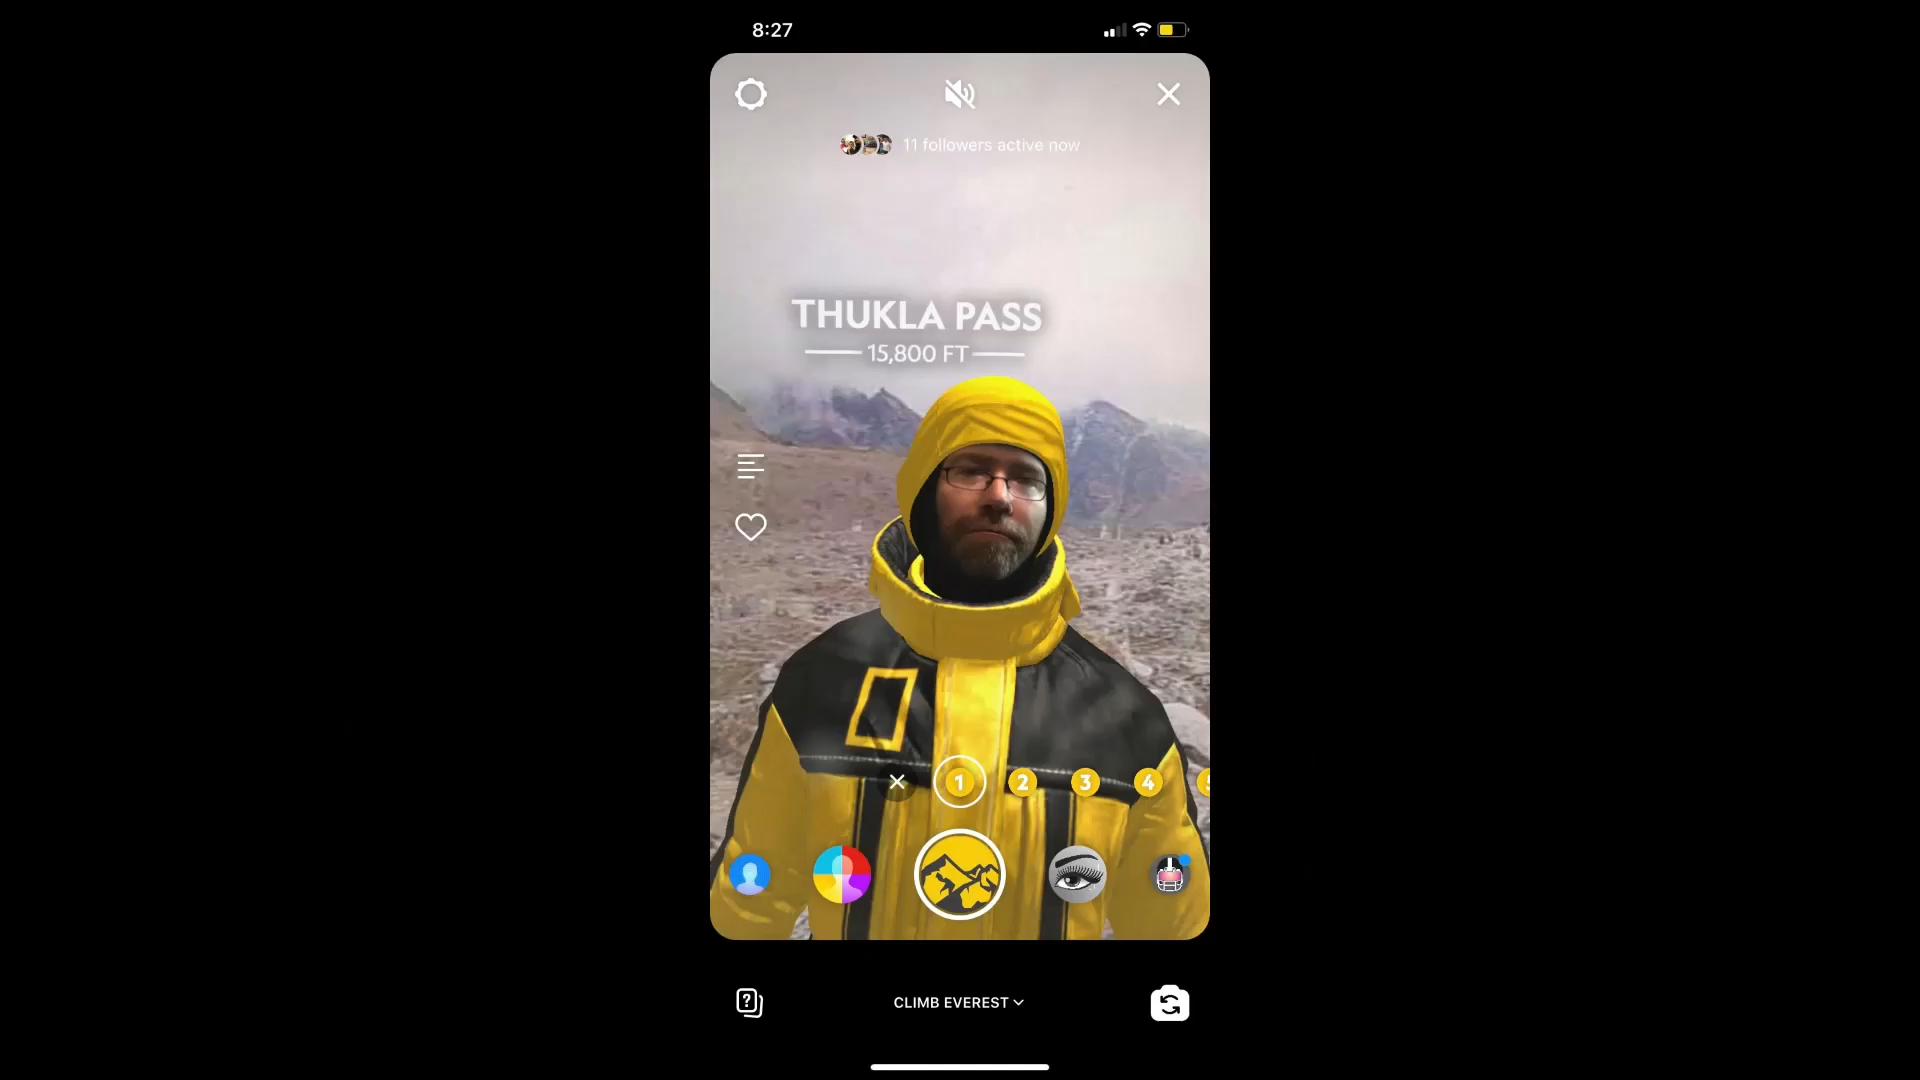 8:27
11 followers active now
THUKLA PASS
15,800 FT
1 2 3 4
CLIMB EVEREST